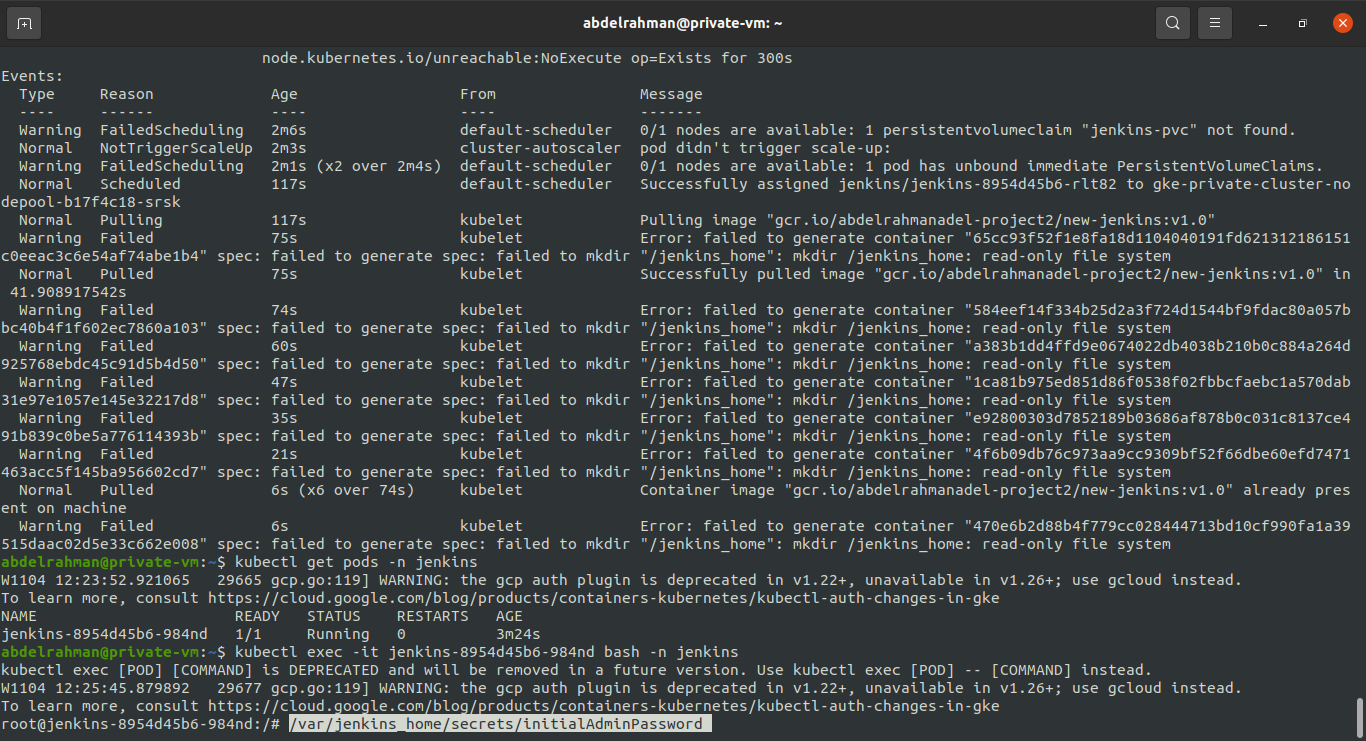 abdelrahman@private-vm: ~
node.kubernetes.io/unreachable:NoExecute op=Exists for 300s
Events:
  Type     Reason             Age                  From                Message
  ----     ------             ----                 ----                -------
  Warning  FailedScheduling   2m6s                 default-scheduler   0/1 nodes are available: 1 persistentvolumeclaim "jenkins-pvc" not found.
  Normal   NotTriggerScaleUp  2m3s                 cluster-autoscaler  pod didn't trigger scale-up:
  Warning  FailedScheduling   2m1s (x2 over 2m4s)  default-scheduler   0/1 nodes are available: 1 pod has unbound immediate PersistentVolumeClaims.
  Normal   Scheduled          117s                 default-scheduler   Successfully assigned jenkins/jenkins-8954d45b6-rlt82 to gke-private-cluster-no
depool-b17f4c18-srsk
  Normal   Pulling            117s                 kubelet             Pulling image "gcr.io/abdelrahmanadel-project2/new-jenkins:v1.0"
  Warning  Failed             75s                  kubelet             Error: failed to generate container "65cc93f52f1e8fa18d1104040191fd621312186151
c0eeac3c6e54af74abe1b4" spec: failed to generate spec: failed to mkdir "/jenkins_home": mkdir /jenkins_home: read-only file system
  Normal   Pulled             75s                  kubelet             Successfully pulled image "gcr.io/abdelrahmanadel-project2/new-jenkins:v1.0" in
 41.908917542s
  Warning  Failed             74s                  kubelet             Error: failed to generate container "584eef14f334b25d2a3f724d1544bf9fdac80a057b
bc40b4f1f602ec7860a103" spec: failed to generate spec: failed to mkdir "/jenkins_home": mkdir /jenkins_home: read-only file system
  Warning  Failed             60s                  kubelet             Error: failed to generate container "a383b1dd4ffd9e0674022db4038b210b0c884a264d
925768ebdc45c91d5b4d50" spec: failed to generate spec: failed to mkdir "/jenkins_home": mkdir /jenkins_home: read-only file system
  Warning  Failed             47s                  kubelet             Error: failed to generate container "1ca81b975ed851d86f0538f02fbbcfaebc1a570dab
31e97e1057e145e32217d8" spec: failed to generate spec: failed to mkdir "/jenkins_home": mkdir /jenkins_home: read-only file system
  Warning  Failed             35s                  kubelet             Error: failed to generate container "e92800303d7852189b03686af878b0c031c8137ce4
91b839c0be5a776114393b" spec: failed to generate spec: failed to mkdir "/jenkins_home": mkdir /jenkins_home: read-only file system
  Warning  Failed             21s                  kubelet             Error: failed to generate container "4f6b09db76c973aa9cc9309bf52f66dbe60efd7471
463acc5f145ba956602cd7" spec: failed to generate spec: failed to mkdir "/jenkins_home": mkdir /jenkins_home: read-only file system
  Normal   Pulled             6s (x6 over 74s)     kubelet             Container image "gcr.io/abdelrahmanadel-project2/new-jenkins:v1.0" already pres
ent on machine
  Warning  Failed             6s                   kubelet             Error: failed to generate container "470e6b2d88b4f779cc028444713bd10cf990fa1a39
515daac02d5e33c662e008" spec: failed to generate spec: failed to mkdir "/jenkins_home": mkdir /jenkins_home: read-only file system
abdelrahman@private-vm:~$ kubectl get pods -n jenkins
W1104 12:23:52.921065   29665 gcp.go:119] WARNING: the gcp auth plugin is deprecated in v1.22+, unavailable in v1.26+; use gcloud instead.
To learn more, consult https://cloud.google.com/blog/products/containers-kubernetes/kubectl-auth-changes-in-gke
NAME                      READY   STATUS    RESTARTS   AGE
jenkins-8954d45b6-984nd   1/1     Running   0          3m24s
abdelrahman@private-vm:~$ kubectl exec -it jenkins-8954d45b6-984nd bash -n jenkins
kubectl exec [POD] [COMMAND] is DEPRECATED and will be removed in a future version. Use kubectl exec [POD] -- [COMMAND] instead.
W1104 12:25:45.879892   29677 gcp.go:119] WARNING: the gcp auth plugin is deprecated in v1.22+, unavailable in v1.26+; use gcloud instead.
To learn more, consult https://cloud.google.com/blog/products/containers-kubernetes/kubectl-auth-changes-in-gke
root@jenkins-8954d45b6-984nd:/# /var/jenkins_home/secrets/initialAdminPassword